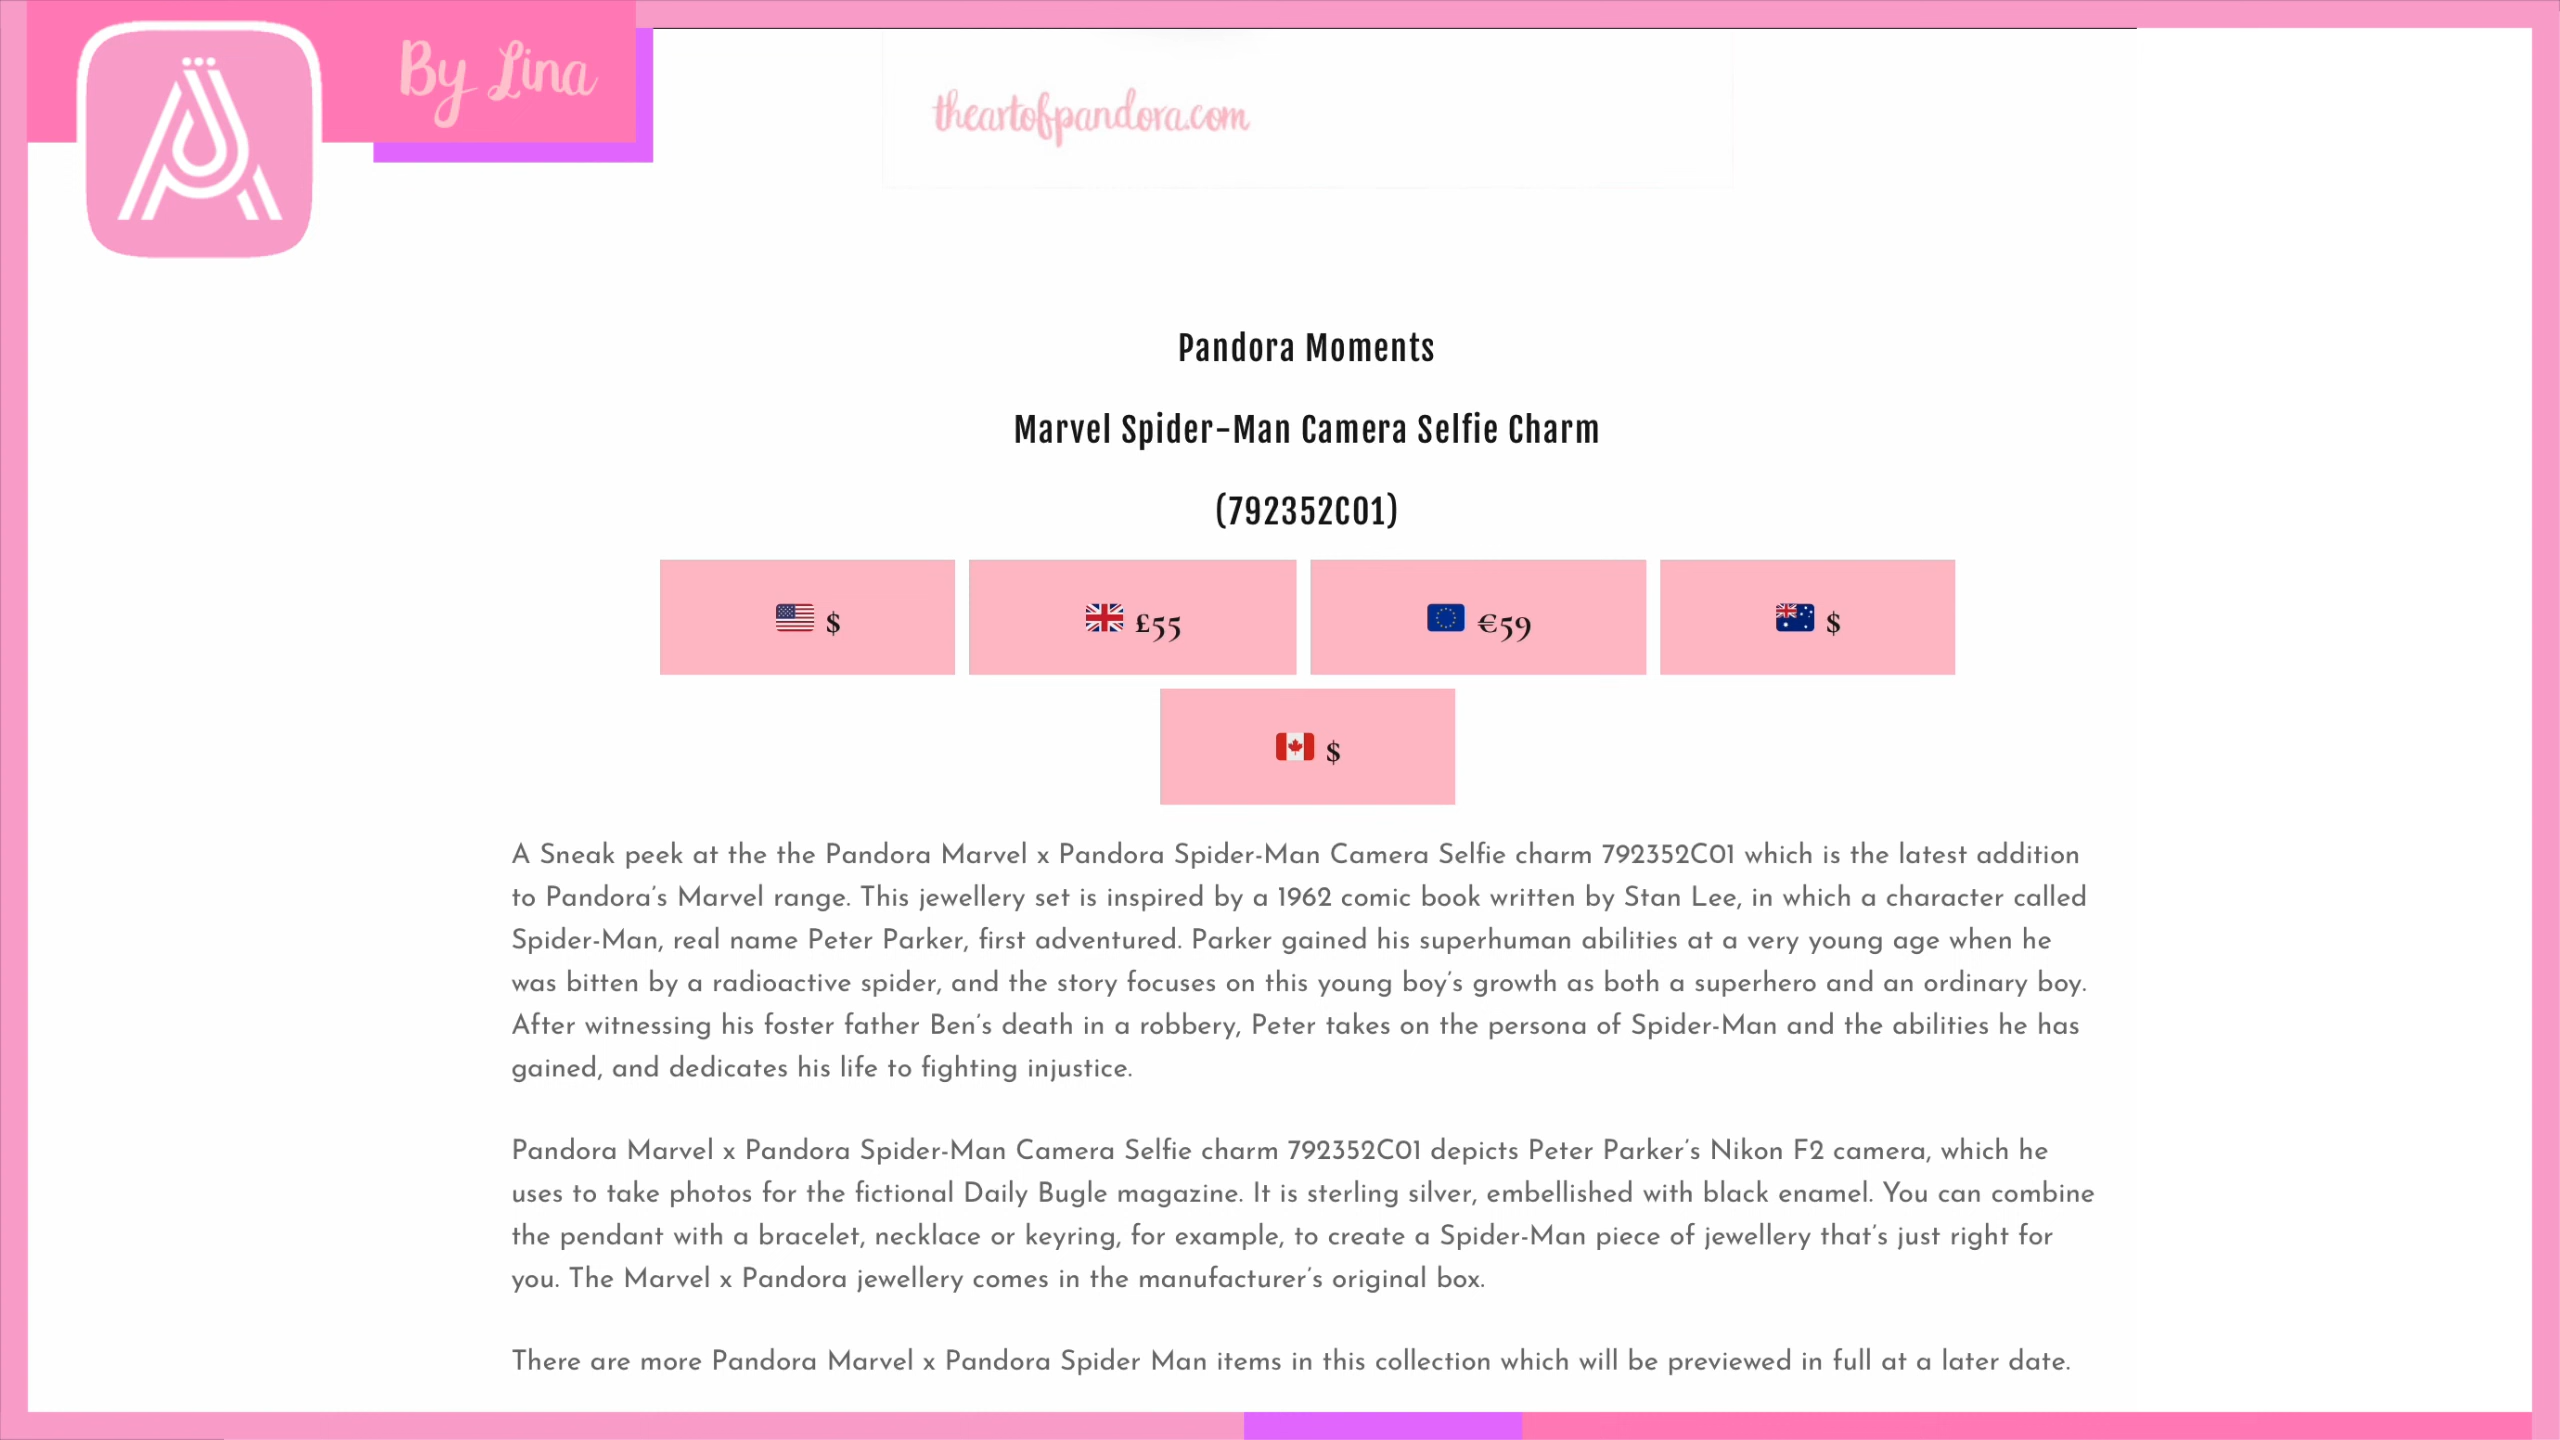 By Lina
theartofpandora.com
Pandora Moments
Marvel Spider-Man Camera Selfie Charm
(792352C01)
$
£55
€59
$
$
A Sneak peek at the the Pandora Marvel x Pandora Spider-Man Camera Selfie charm 792352C01 which is the latest addition
to Pandora’s Marvel range. This jewellery set is inspired by a 1962 comic book written by Stan Lee, in which a character called
Spider-Man, real name Peter Parker, first adventured. Parker gained his superhuman abilities at a very young age when he
was bitten by a radioactive spider, and the story focuses on this young boy’s growth as both a superhero and an ordinary boy.
After witnessing his foster father Ben’s death in a robbery, Peter takes on the persona of Spider-Man and the abilities he has
gained, and dedicates his life to fighting injustice.
Pandora Marvel x Pandora Spider-Man Camera Selfie charm 792352C01 depicts Peter Parker’s Nikon F2 camera, which he
uses to take photos for the fictional Daily Bugle magazine. It is sterling silver, embellished with black enamel. You can combine
the pendant with a bracelet, necklace or keyring, for example, to create a Spider-Man piece of jewellery that’s just right for
you. The Marvel x Pandora jewellery comes in the manufacturer’s original box.
There are more Pandora Marvel x Pandora Spider Man items in this collection which will be previewed in full at a later date.